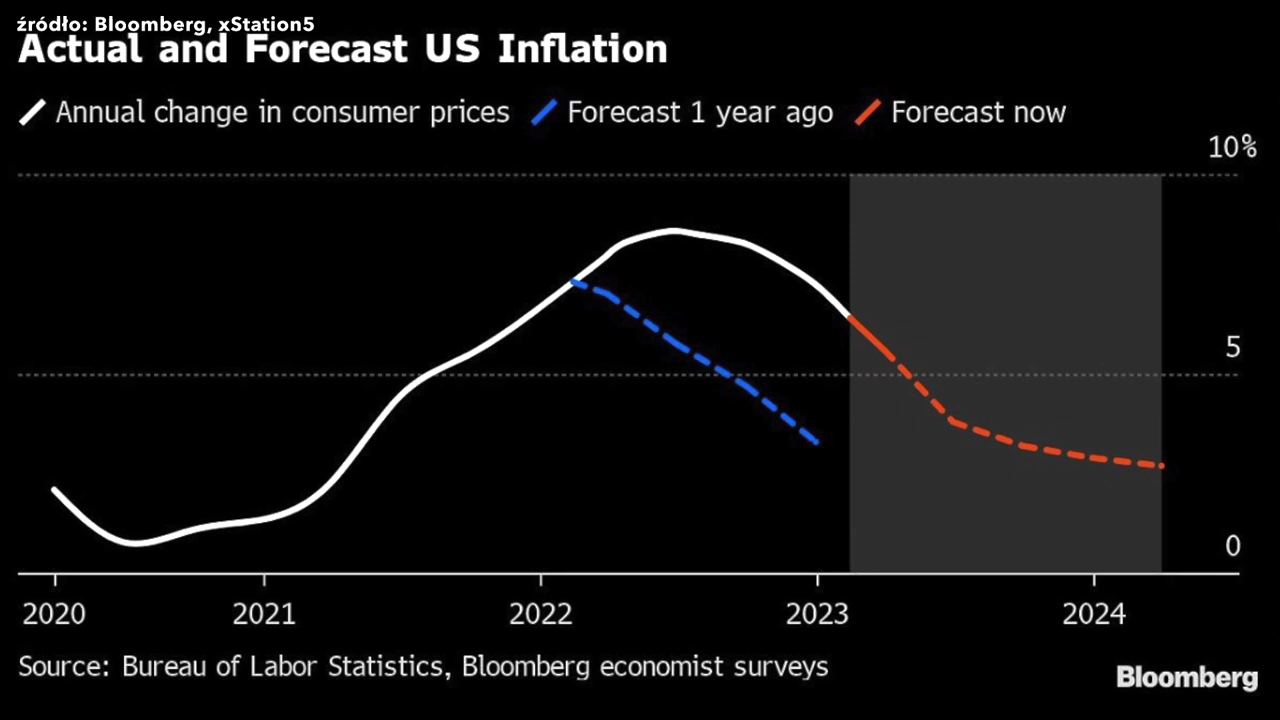 źródło: Bloomberg, xStation5
Actual and Forecast US Inflation
Annual change in consumer prices Forecast 1 year ago Forecast now
10%
5
0
2020 2021 2022 2023 2024
Source: Bureau of Labor Statistics, Bloomberg economist surveys
Bloomberg